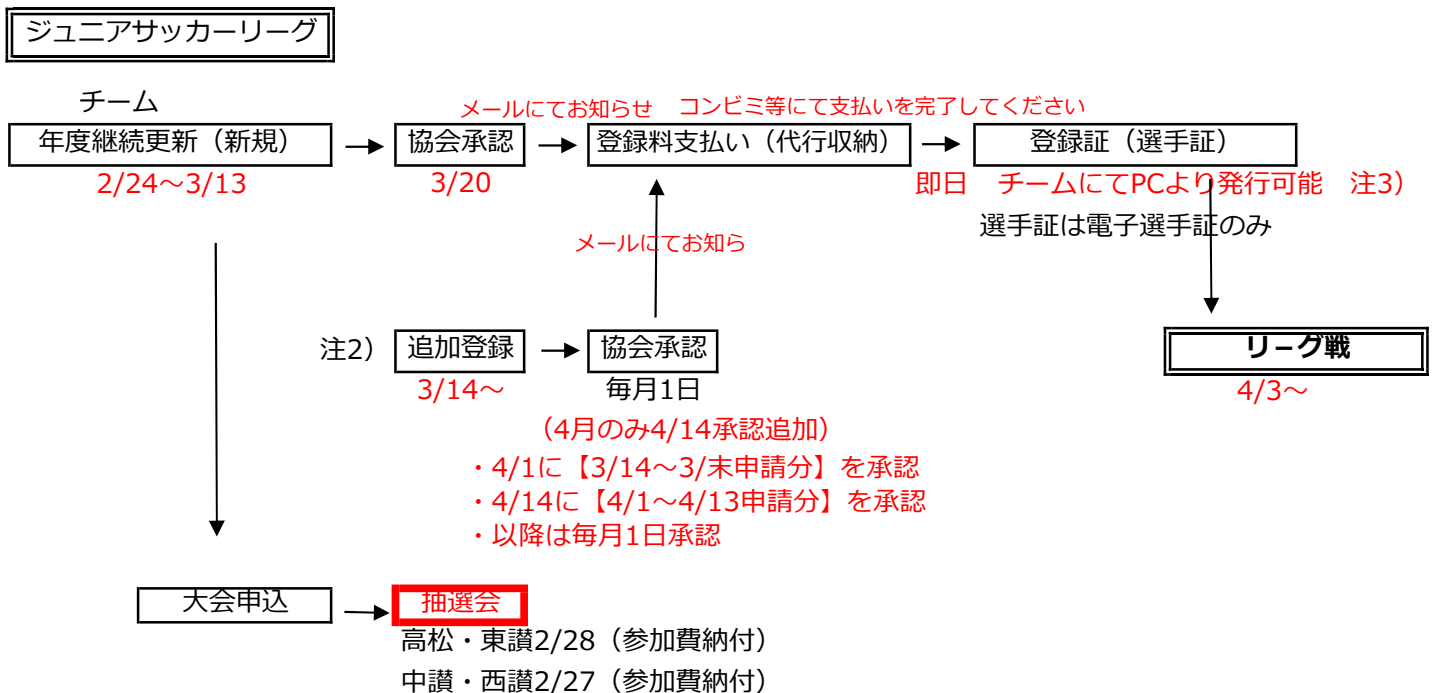 ジュニアサッカーリーグ
チーム
メールにてお知らせ コンビミ等にて支払いを完了してください
年度継続更新（新規） 協会承認 登録料支払い（代行収納） 登録証（選手証）
2/24～3/13 3/20 即日 チームにてPCより発行可能 注3）
選手証は電子選手証のみ
メールにてお知ら
注2） 追加登録 協会承認 リ－グ戦
3/14～ 毎月1日 4/3～
（4月のみ4/14承認追加）
・4/1に【3/14～3/末申請分】を承認
・4/14に【4/1～4/13申請分】を承認
・以降は毎月1日承認
大会申込 抽選会
高松・東讃2/28（参加費納付）
中讃・西讃2/27（参加費納付）